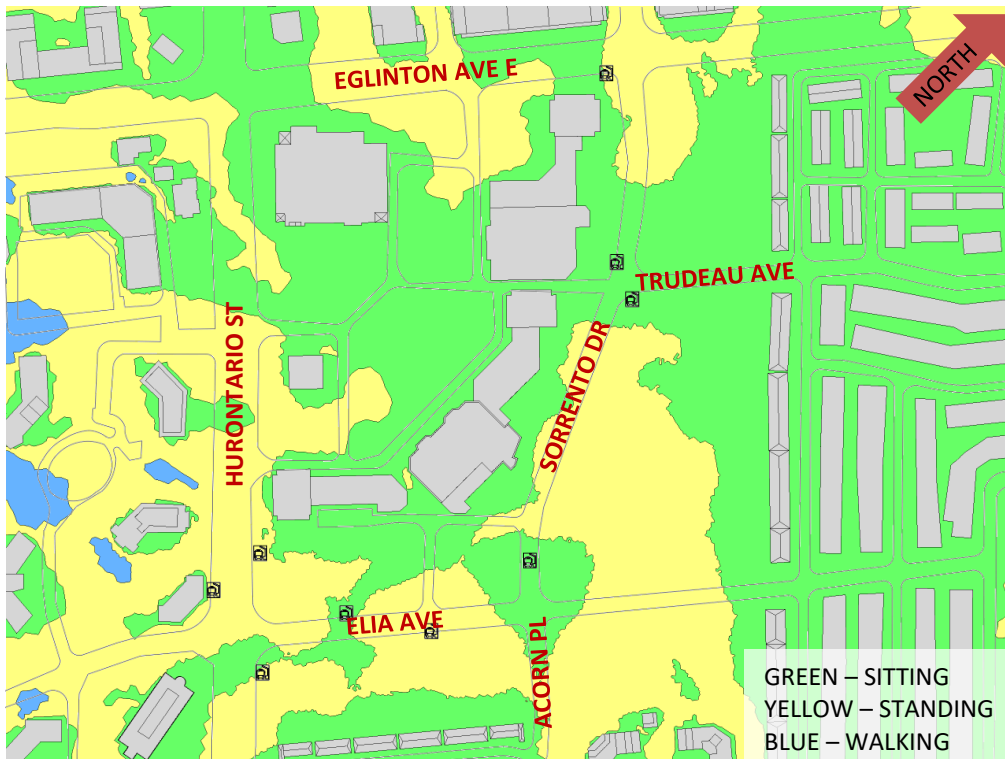 EGLINTON AVE E
NORTH
TRUDEAU AVE
HURONTARIO ST
SORRENTO DR
ELIA AVE
ACORN PL
GREEN – SITTING
YELLOW – STANDING
BLUE – WALKING